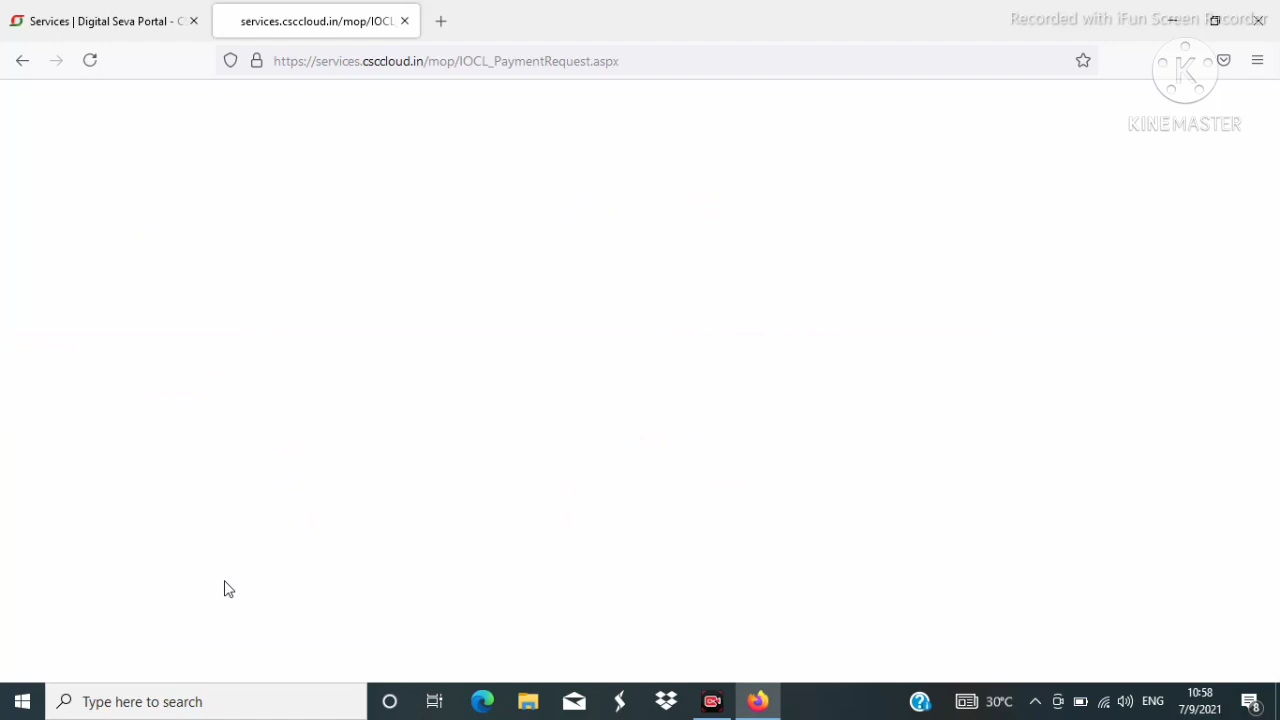 Services | Digital Seva Portal - C
services.csccloud.in/mop/IOCL_
Recorded with iFun Screen Recorder
https://services.csccloud.in/mop/IOCL_PaymentRequest.aspx
K
KINEMASTER
Type here to search
30°C
ENG
10:58
7/9/2021
8